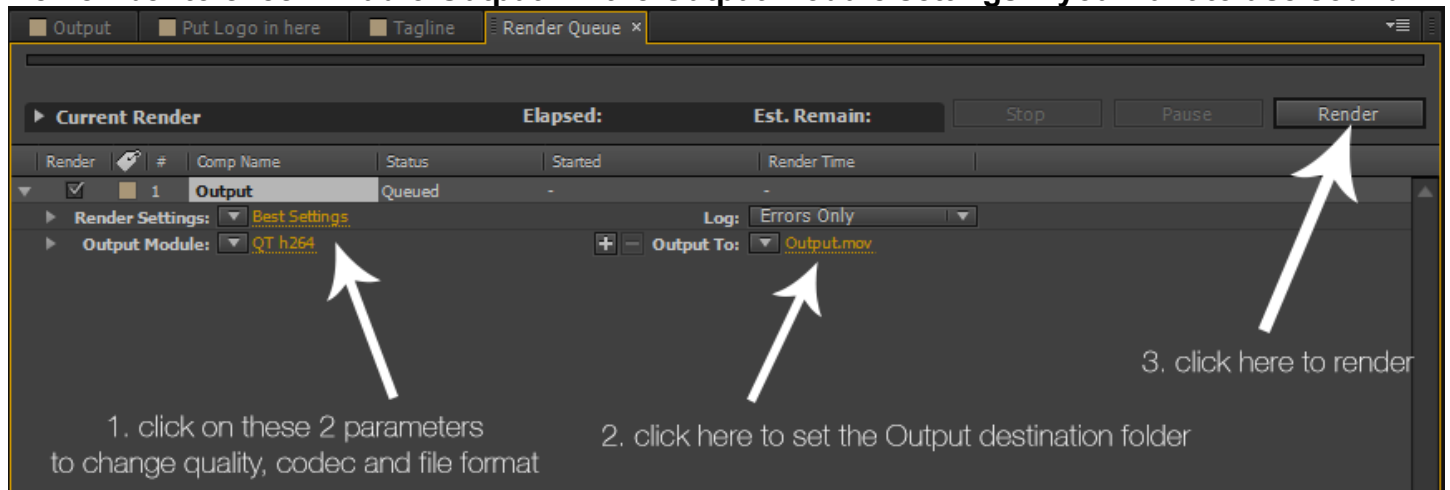 Output Put Logo in here Tagline Render Queue ×
Current Render Elapsed: Est. Remain: Stop Pause Render
Render # Comp Name Status Started Render Time
1 Output Queued - -
Render Settings: Best Settings Log: Errors Only
Output Module: QT h264 + − Output To: Output.mov
3. click here to render
1. click on these 2 parameters 2. click here to set the Output destination folder
to change quality, codec and file format